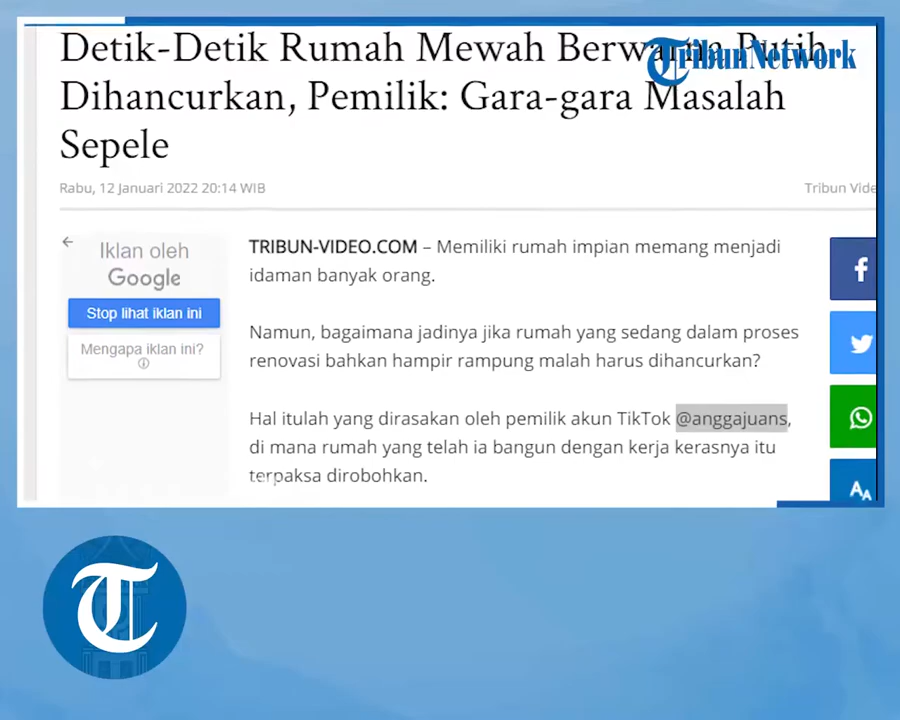 Detik-Detik Rumah Mewah Berwarna Putih
TribunNetwork
Dihancurkan, Pemilik: Gara-gara Masalah
Sepele
Rabu, 12 Januari 2022 20:14 WIB
Tribun Vide
Iklan oleh
Google
Stop lihat iklan ini
Mengapa iklan ini?
TRIBUN-VIDEO.COM – Memiliki rumah impian memang menjadi
idaman banyak orang.
Namun, bagaimana jadinya jika rumah yang sedang dalam proses
renovasi bahkan hampir rampung malah harus dihancurkan?
Hal itulah yang dirasakan oleh pemilik akun TikTok @anggajuans,
di mana rumah yang telah ia bangun dengan kerja kerasnya itu
terpaksa dirobohkan.
AA
T